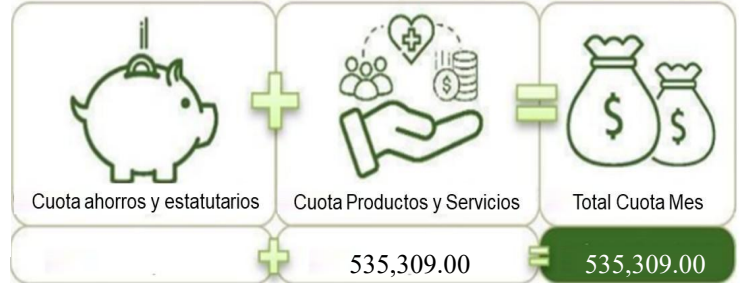 $
$ $
Cuota ahorros y estatutarios Cuota Productos y Servicios Total Cuota Mes
535,309.00 535,309.00